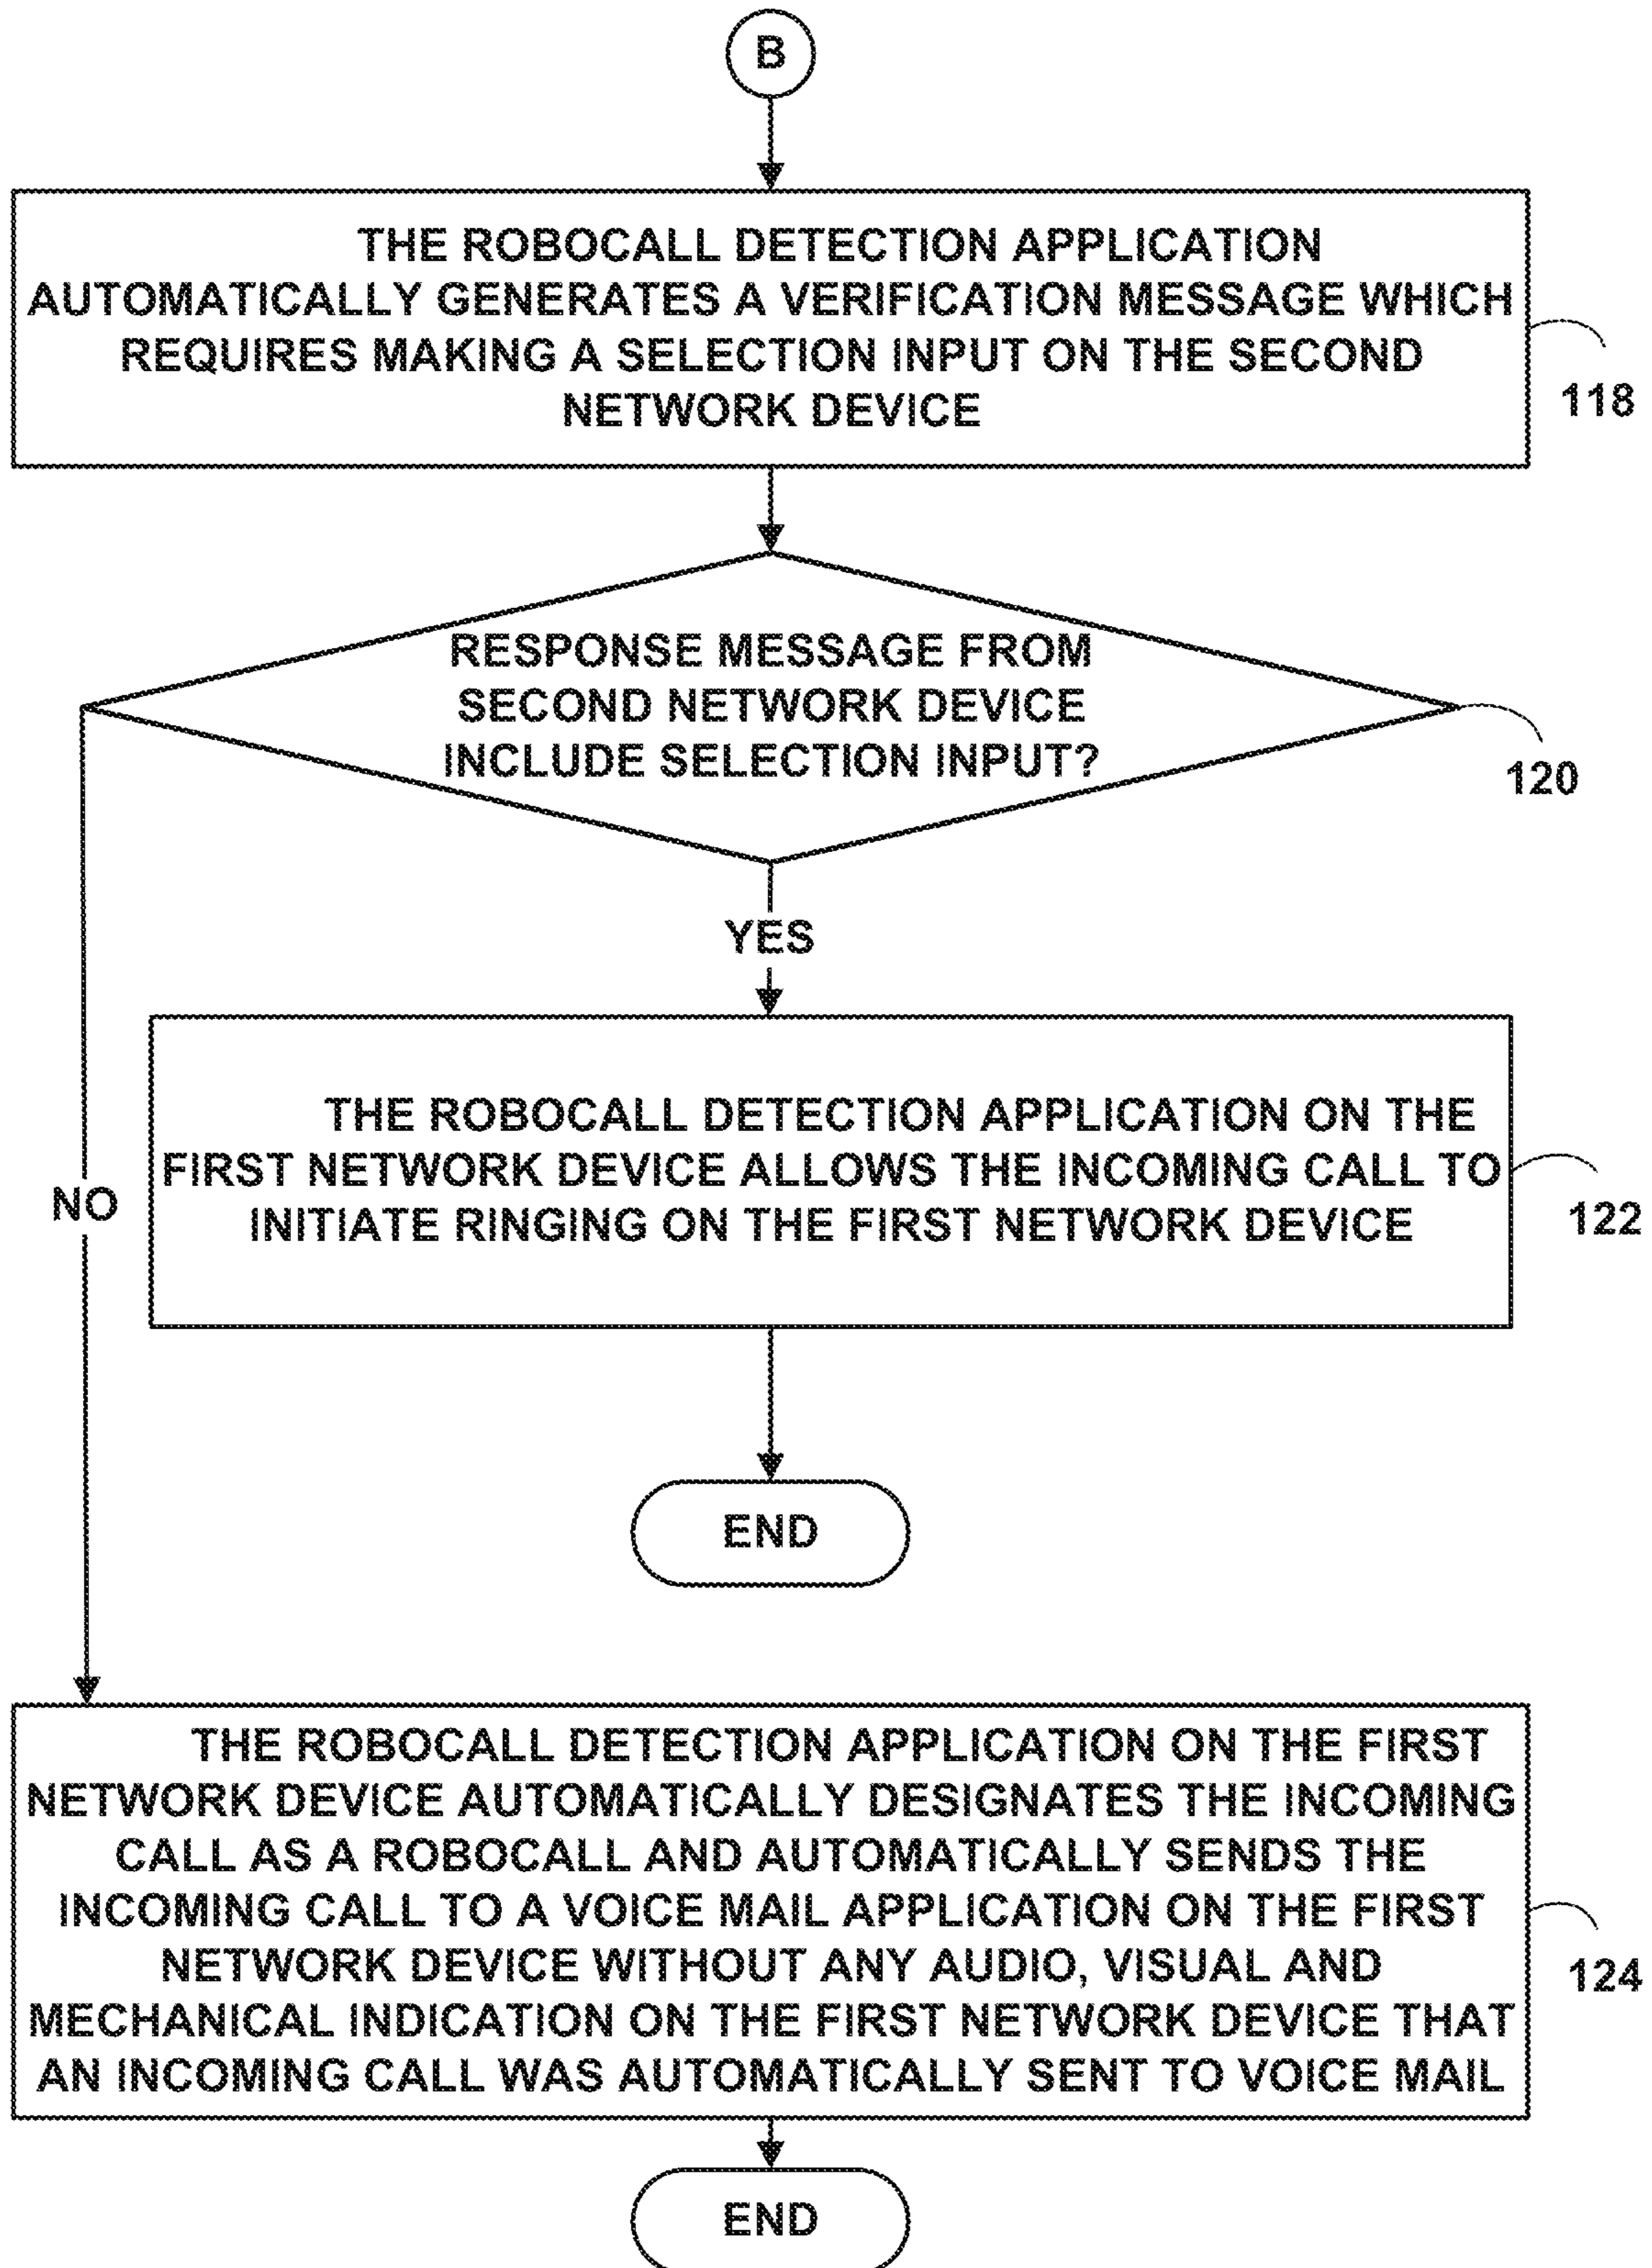 B
THE ROBOCALL DETECTION APPLICATION
AUTOMATICALLY GENERATES A VERIFICATION MESSAGE WHICH
REQUIRES MAKING A SELECTION INPUT ON THE SECOND
NETWORK DEVICE
118
RESPONSE MESSAGE FROM
SECOND NETWORK DEVICE
INCLUDE SELECTION INPUT?
120
YES
THE ROBOCALL DETECTION APPLICATION ON THE
FIRST NETWORK DEVICE ALLOWS THE INCOMING CALL TO
INITIATE RINGING ON THE FIRST NETWORK DEVICE
122
NO
END
THE ROBOCALL DETECTION APPLICATION ON THE FIRST
NETWORK DEVICE AUTOMATICALLY DESIGNATES THE INCOMING
CALL AS A ROBOCALL AND AUTOMATICALLY SENDS THE
INCOMING CALL TO A VOICE MAIL APPLICATION ON THE FIRST
NETWORK DEVICE WITHOUT ANY AUDIO, VISUAL AND
MECHANICAL INDICATION ON THE FIRST NETWORK DEVICE THAT
AN INCOMING CALL WAS AUTOMATICALLY SENT TO VOICE MAIL
124
END